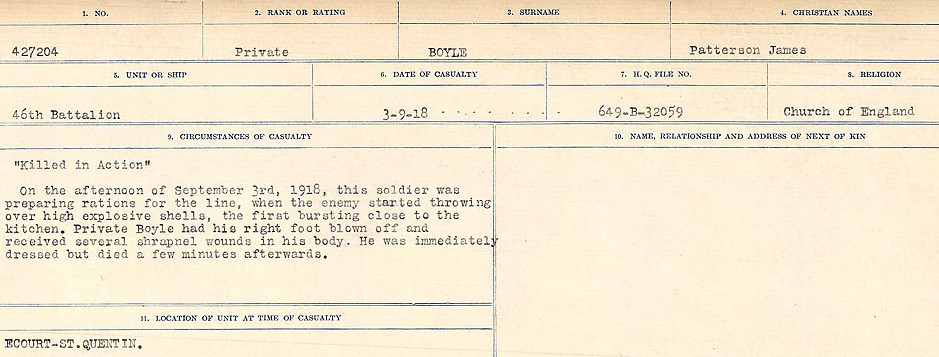 1. NO. 2. RANK OR RATING 3. SURNAME 4. CHRISTIAN NAMES
427204 Private BOYLE Patterson James
5. UNIT OR SHIP 6. DATE OF CASUALTY 7. H.Q. FILE NO. 8. RELIGION
46th Battalion 3-9-18 649-B-32059 Church of England
9. CIRCUMSTANCES OF CASUALTY 10. NAME, RELATIONSHIP AND ADDRESS OF NEXT OF KIN
"Killed in Action"
On the afternoon of September 3rd, 1918, this soldier was
preparing rations for the line, when the enemy started throwing
over high explosive shells, the first bursting close to the
kitchen. Private Boyle had his right foot blown off and
received several shrapnel wounds in his body. He was immediately
dressed but died a few minutes afterwards.
11. LOCATION OF UNIT AT TIME OF CASUALTY
ECOURT-ST.QUENTIN.